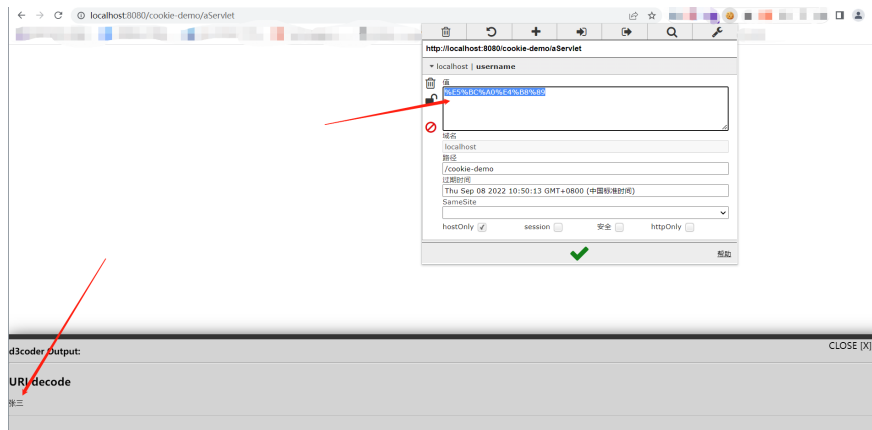 localhost:8080/cookie-demo/aServlet
http://localhost:8080/cookie-demo/aServlet
localhost | username
值
%E5%BC%A0%E4%B8%89
域名
localhost
路径
/cookie-demo
过期时间
Thu Sep 08 2022 10:50:13 GMT+0800 (中国标准时间)
SameSite
hostOnly session 安全 httpOnly
帮助
d3coder Output:
CLOSE [X]
URI decode
张三